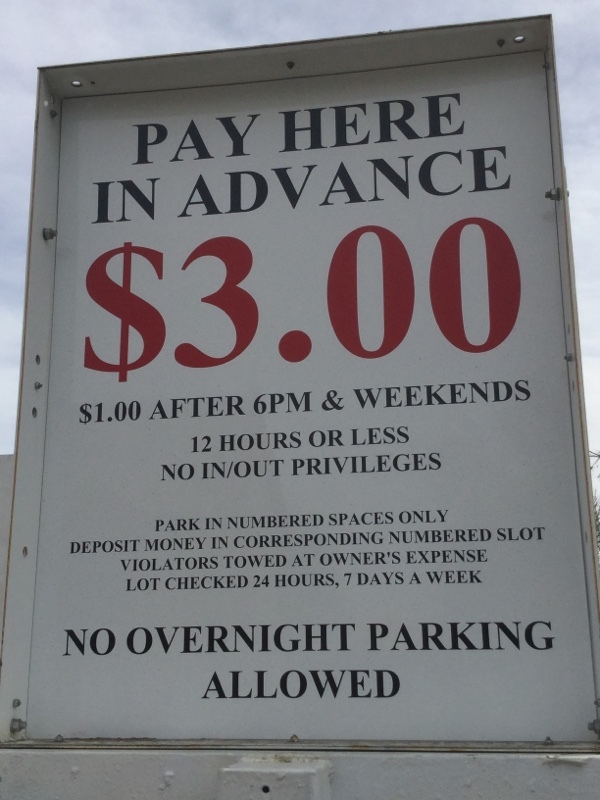 PAY HERE
IN ADVANCE
$3.00
$1.00 AFTER 6PM & WEEKENDS
12 HOURS OR LESS
NO IN/OUT PRIVILEGES
PARK IN NUMBERED SPACES ONLY
DEPOSIT MONEY IN CORRESPONDING NUMBERED SLOT
VIOLATORS TOWED AT OWNER'S EXPENSE
LOT CHECKED 24 HOURS, 7 DAYS A WEEK
NO OVERNIGHT PARKING
ALLOWED